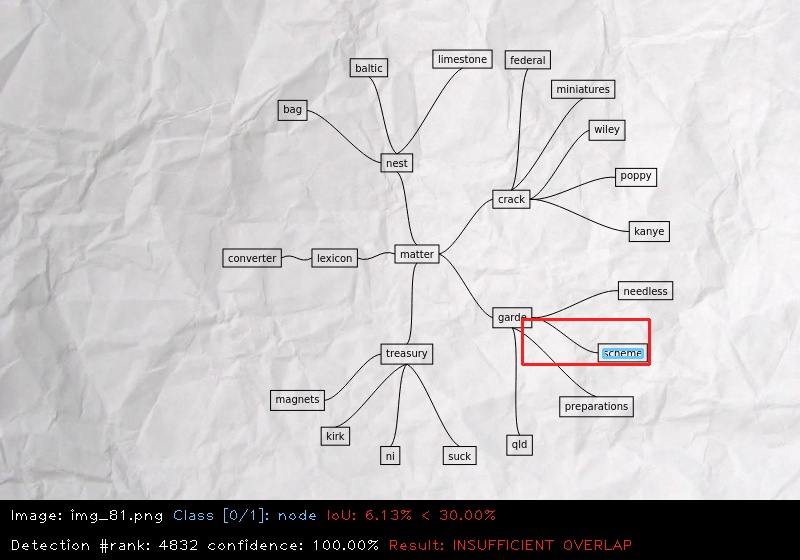 limestone
federal
baltic
miniatures
bag
wiley
nest
poppy
crack
kanye
matter
converter
lexicon
needless
garde
scheme
treasury
magnets
preparations
kirk
qld
ni
suck
Image: img_81.png Class [0/1]: node IoU: 6.13% < 30.00%
Detection #rank: 4832 confidence: 100.00% Result: INSUFFICIENT OVERLAP